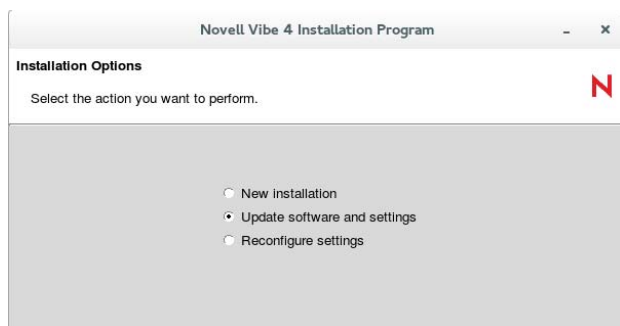 Novell Vibe 4 Installation Program
Installation Options
Select the action you want to perform.
N
New installation
Update software and settings
Reconfigure settings